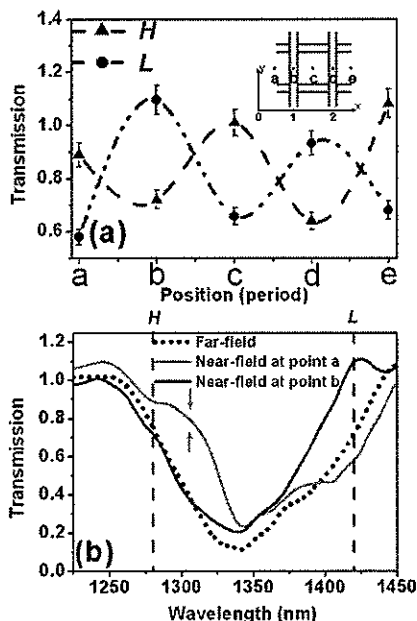 (a)
H
L
y
a b c d e
0 1 2 x
Transmission
1.4
1.2
1.0
0.8
0.6
a b c d e
Position (period)
H L
Far-field
Near-field at point a
Near-field at point b
Transmission
1.2
1.0
0.8
0.6
0.4
0.2
0.0
(b)
1250 1300 1350 1400 1450
Wavelength (nm)